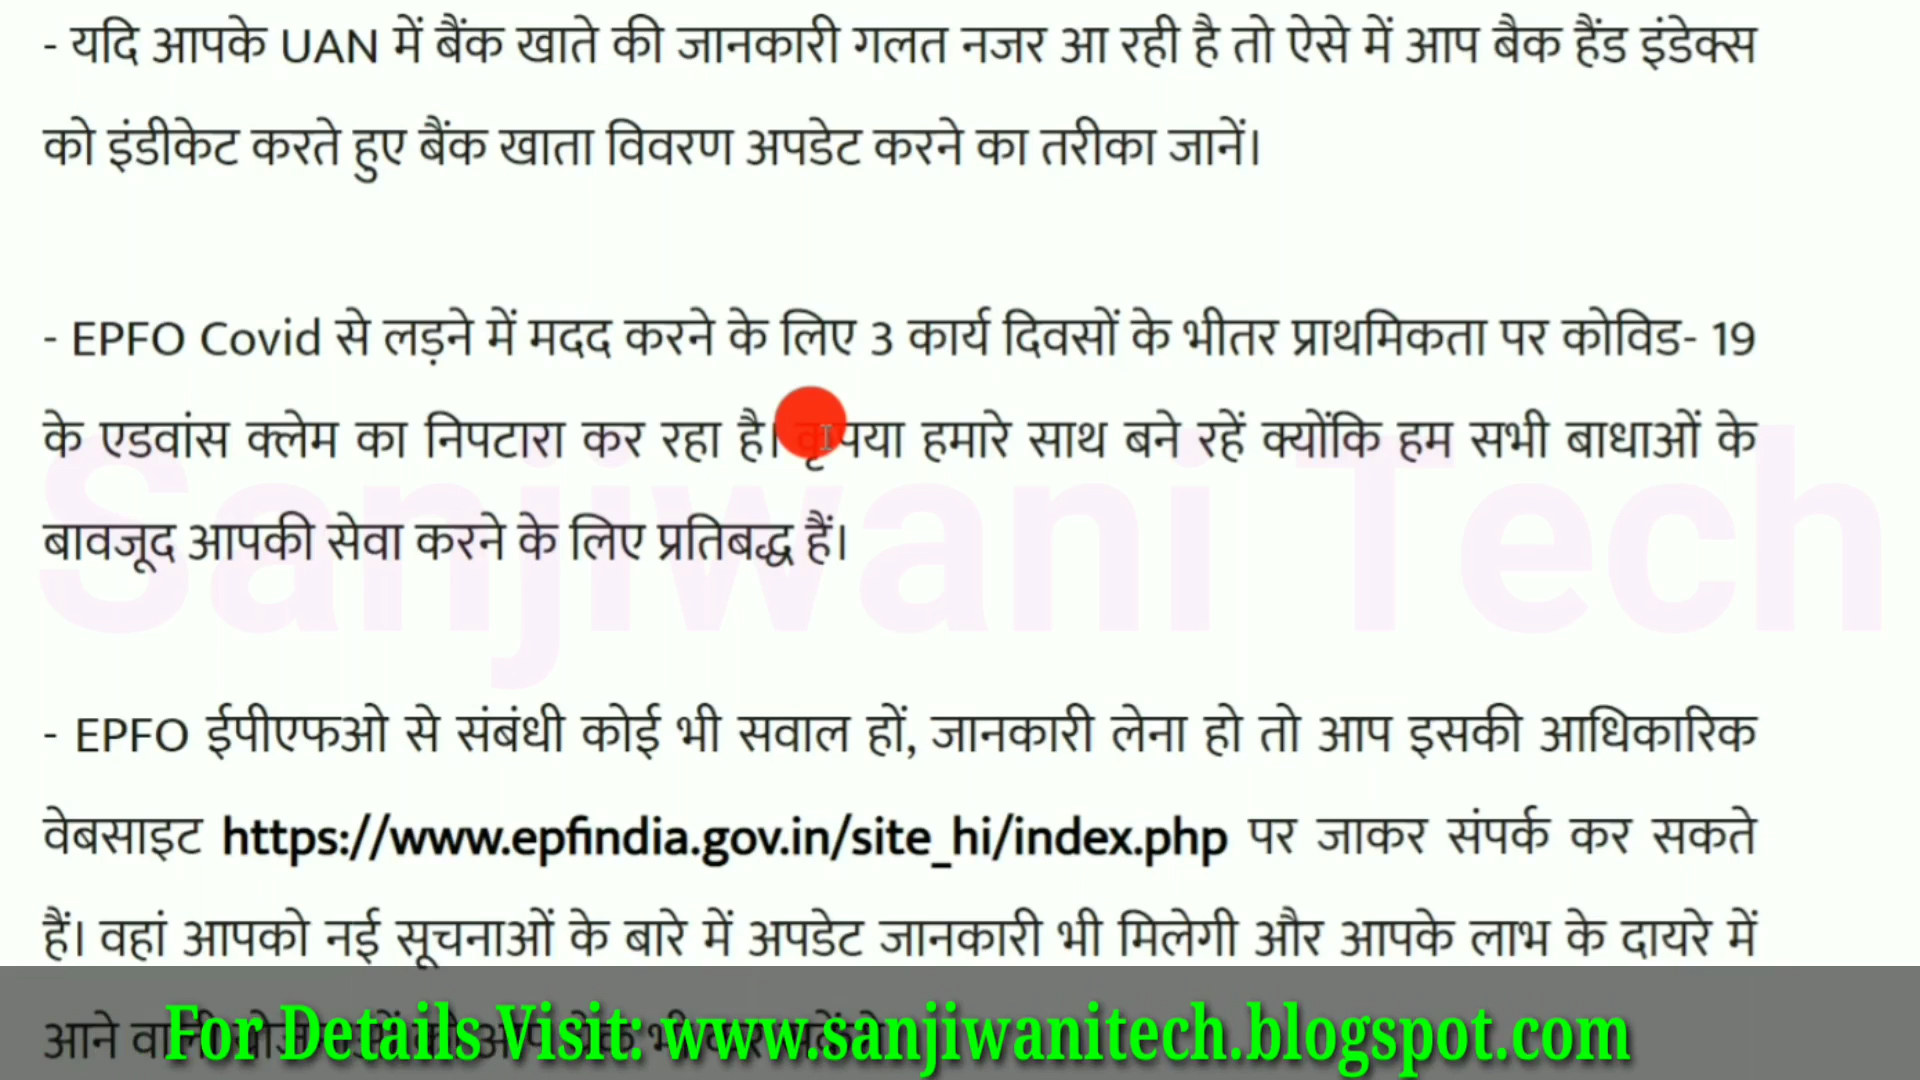 - यदि आपके UAN में बैंक खाते की जानकारी गलत नजर आ रही है तो ऐसे में आप बैक हैंड इंडेक्स
को इंडीकेट करते हुए बैंक खाता विवरण अपडेट करने का तरीका जानें।
- EPFO Covid से लड़ने में मदद करने के लिए 3 कार्य दिवसों के भीतर प्राथमिकता पर कोविड- 19
के एडवांस क्लेम का निपटारा कर रहा है। कृपया हमारे साथ बने रहें क्योंकि हम सभी बाधाओं के
बावजूद आपकी सेवा करने के लिए प्रतिबद्ध हैं।
Sanjiwani Tech
- EPFO ईपीएफओ से संबंधी कोई भी सवाल हों, जानकारी लेना हो तो आप इसकी आधिकारिक
वेबसाइट https://www.epfindia.gov.in/site_hi/index.php पर जाकर संपर्क कर सकते
हैं। वहां आपको नई सूचनाओं के बारे में अपडेट जानकारी भी मिलेगी और आपके लाभ के दायरे में
आने
For Details Visit: www.sanjiwanitech.blogspot.com